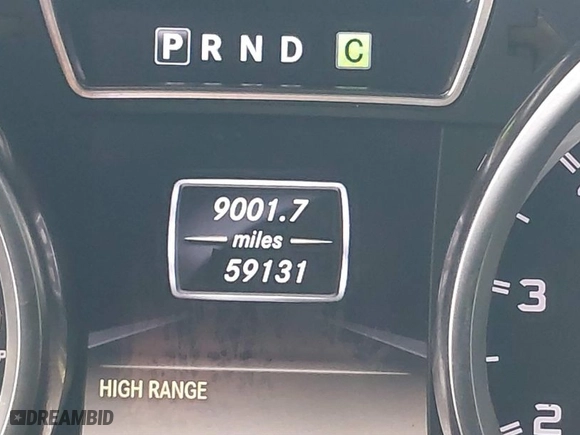 P R N D C
9001.7
miles
59131
3
HIGH RANGE
2
DREAMBID